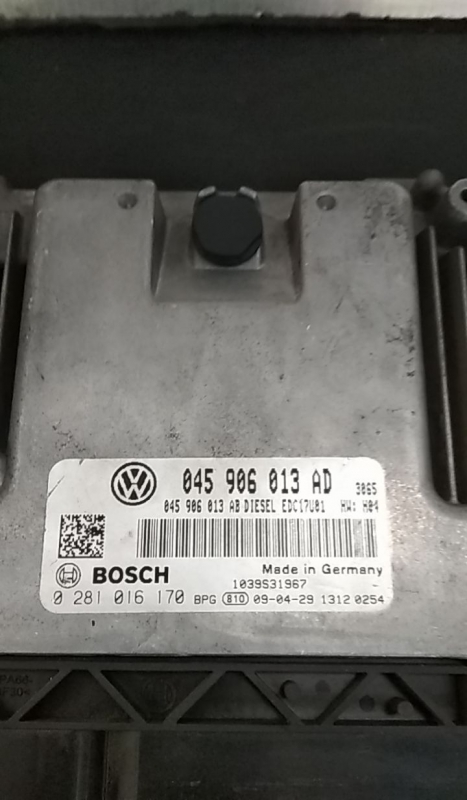 045 906 013 AD 3065
045 906 013 AB DIESEL EDC17U01 HW: H04
BOSCH Made in Germany
1039S31967
0 281 016 170 BPG 810 09-04-29 1312 0254